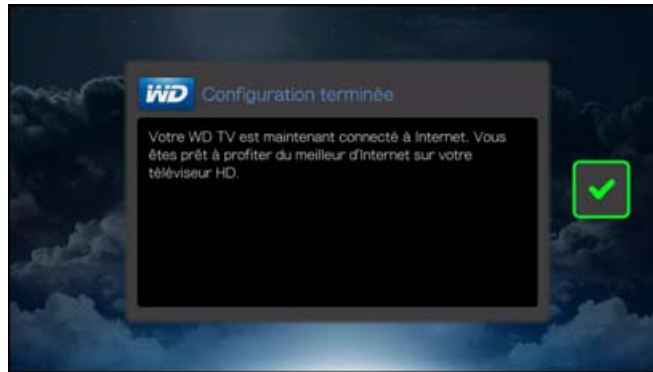 WD Configuration terminée
Votre WD TV est maintenant connecté à Internet. Vous
êtes prêt à profiter du meilleur d'Internet sur votre
téléviseur HD.